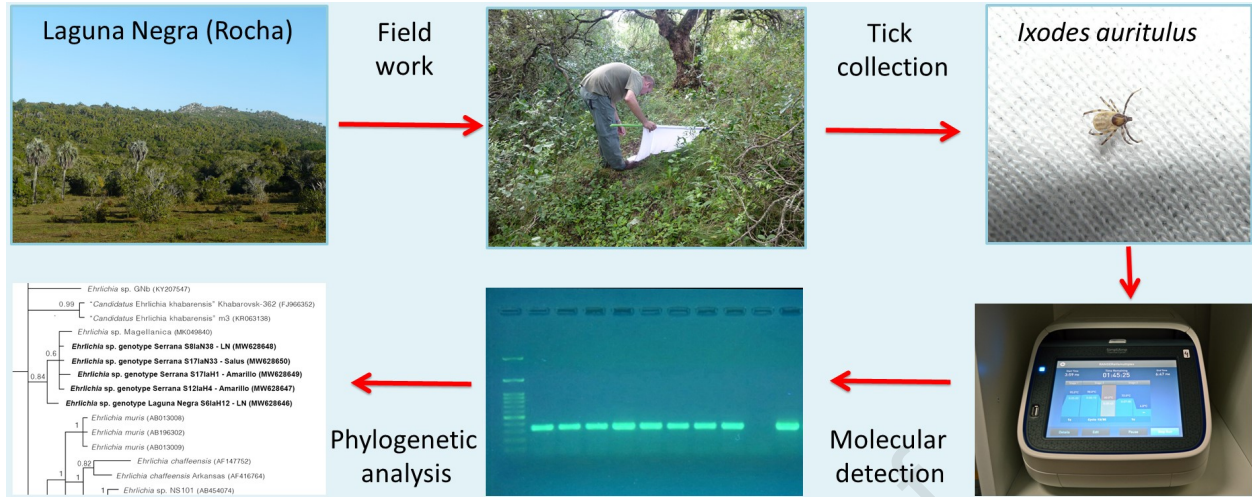 Laguna Negra (Rocha)
Field
work
Tick
collection
Ixodes auritulus
Ehrlichia sp. GNb (KY207547)
0.99
"Candidatus Ehrlichia khabarensis" Khabarovsk-362 (FJ966352)
"Candidatus Ehrlichia khabarensis" m3 (KR063138)
Ehrlichia sp. Magellanica (MK049840)
Ehrlichia sp. genotype Serrana S8IaN38 - LN (MW628648)
0.6
Ehrlichia sp. genotype Serrana S17IaN33 - Salus (MW628650)
Ehrlichia sp. genotype Serrana S17IaH1 - Amarillo (MW628649)
0.84
Ehrlichia sp. genotype Serrana S12IaH4 - Amarillo (MW628647)
Ehrlichia sp. genotype Laguna Negra S6IaH12 - LN (MW628646)
Ehrlichia muris (AB013008)
Ehrlichia muris (AB196302)
1
Ehrlichia muris (AB013009)
0.82
Ehrlichia chaffeensis (AF147752)
1
Ehrlichia chaffeensis Arkansas (AF416764)
1
Ehrlichia sp. NS101 (AB454074)
Phylogenetic
analysis
Molecular
detection
01:45:25